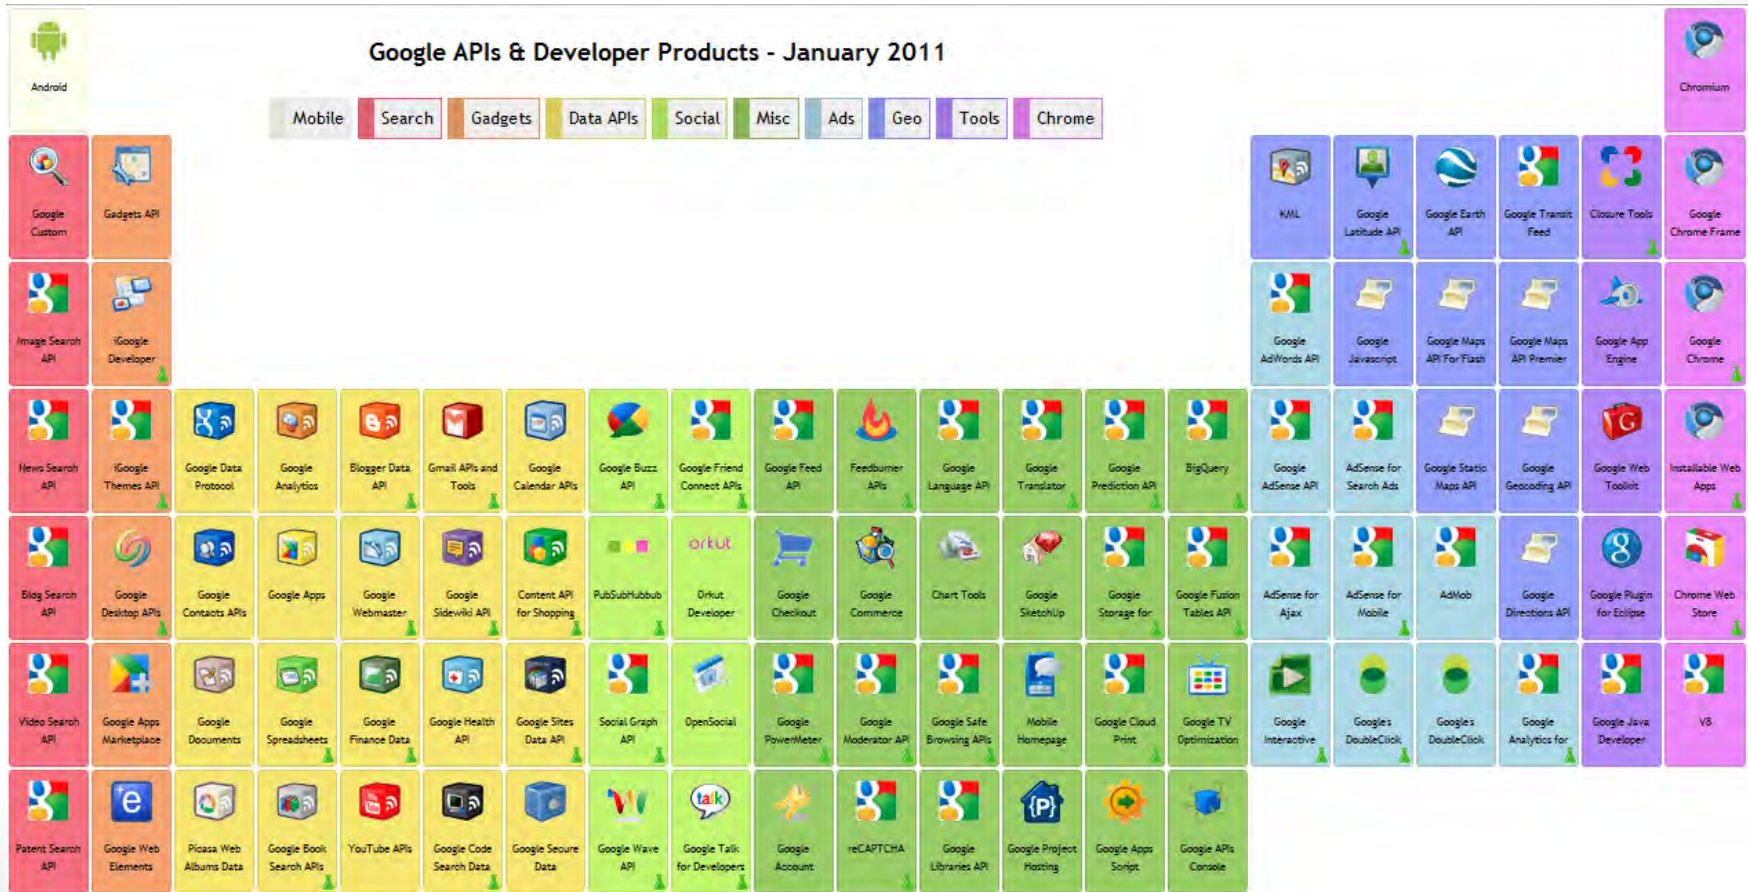 Android
Google APIs & Developer Products - January 2011
Chromium
Mobile Search Gadgets Data APIs Social Misc Ads Geo Tools Chrome
Google Custom
Gadgets API
KML
Google Latitude API
Google Earth API
Google Transit Feed
Closure Tools
Google Chrome Frame
Image Search API
iGoogle Developer
Google AdWords API
Google Javascript
Google Maps API For Flash
Google Maps API Premier
Google App Engine
Google Chrome
News Search API
iGoogle Themes API
Google Data Protocol
Google Analytics
Blogger Data API
Gmail APIs and Tools
Google Calendar APIs
Google Buzz API
Google Friend Connect APIs
Google Feed API
Feedburner APIs
Google Language API
Google Translator
Google Prediction API
BigQuery
Google AdSense API
AdSense for Search Ads
Google Static Maps API
Google Geocoding API
G
Google Web Toolkit
Installable Web Apps
Blog Search API
Google Desktop APIs
Google Contacts APIs
Google Apps
Google Webmaster
Google Sidewiki API
Content API for Shopping
PubSubHubbub
orkut
Orkut Developer
Google Checkout
Google Commerce
Chart Tools
Google SketchUp
Google Storage for
Google Fusion Tables API
AdSense for Ajax
AdSense for Mobile
AdMob
Google Directions API
Google Plugin for Eclipse
Chrome Web Store
Video Search API
Google Apps Marketplace
Google Documents
Google Spreadsheets
Google Finance Data
Google Health API
Google Sites Data API
Social Graph API
OpenSocial
Google PowerMeter
Google Moderator API
Google Safe Browsing APIs
Mobile Homepage
Google Cloud Print
Google TV Optimization
Google Interactive
Google's DoubleClick
Google's DoubleClick
Google Analytics for
Google Java Developer
V8
Patent Search API
Google Web Elements
Picasa Web Albums Data
Google Book Search APIs
YouTube APIs
Google Code Search Data
Google Secure Data
Google Wave API
talk
Google Talk for Developers
Google Account
reCAPTCHA
Google Libraries API
{P}
Google Project Hosting
Google Apps Script
Google APIs Console